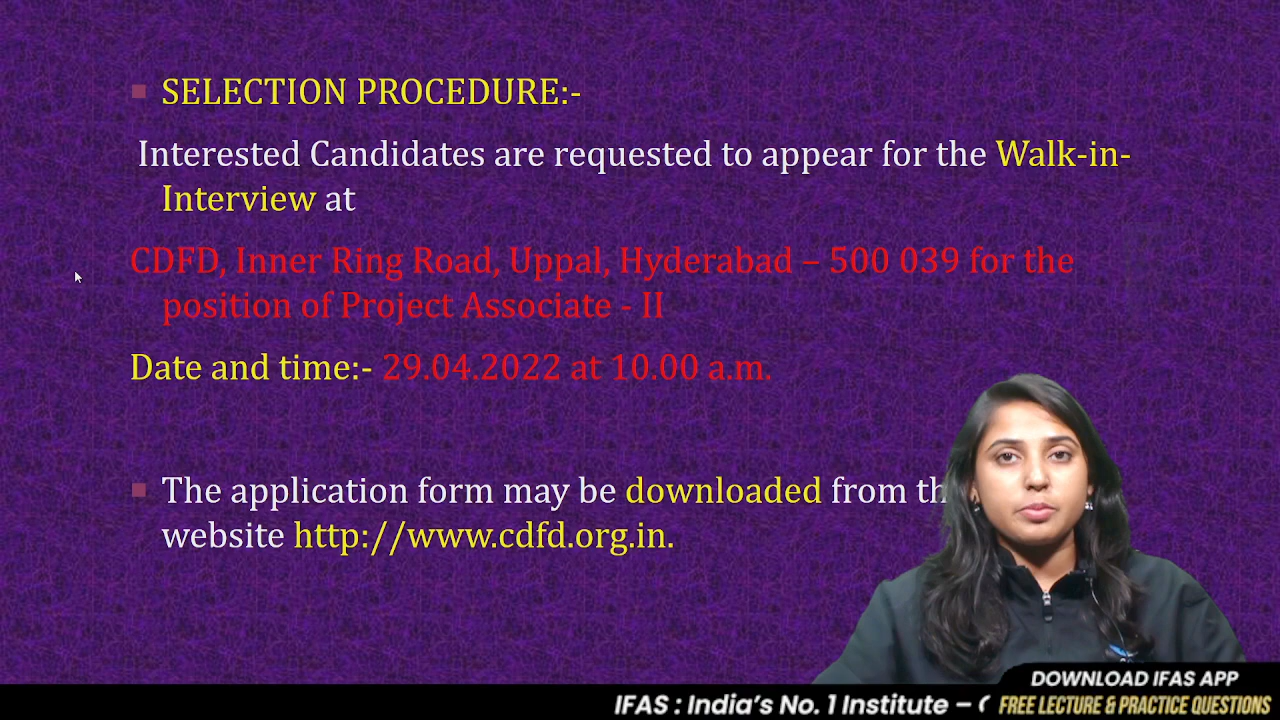 SELECTION PROCEDURE:-
Interested Candidates are requested to appear for the Walk-in-
Interview at
CDFD, Inner Ring Road, Uppal, Hyderabad – 500 039 for the
position of Project Associate - II
Date and time:- 29.04.2022 at 10.00 a.m.
The application form may be downloaded from th
website http://www.cdfd.org.in.
DOWNLOAD IFAS APP
IFAS : India's No. 1 Institute –
FREE LECTURE & PRACTICE QUESTIONS